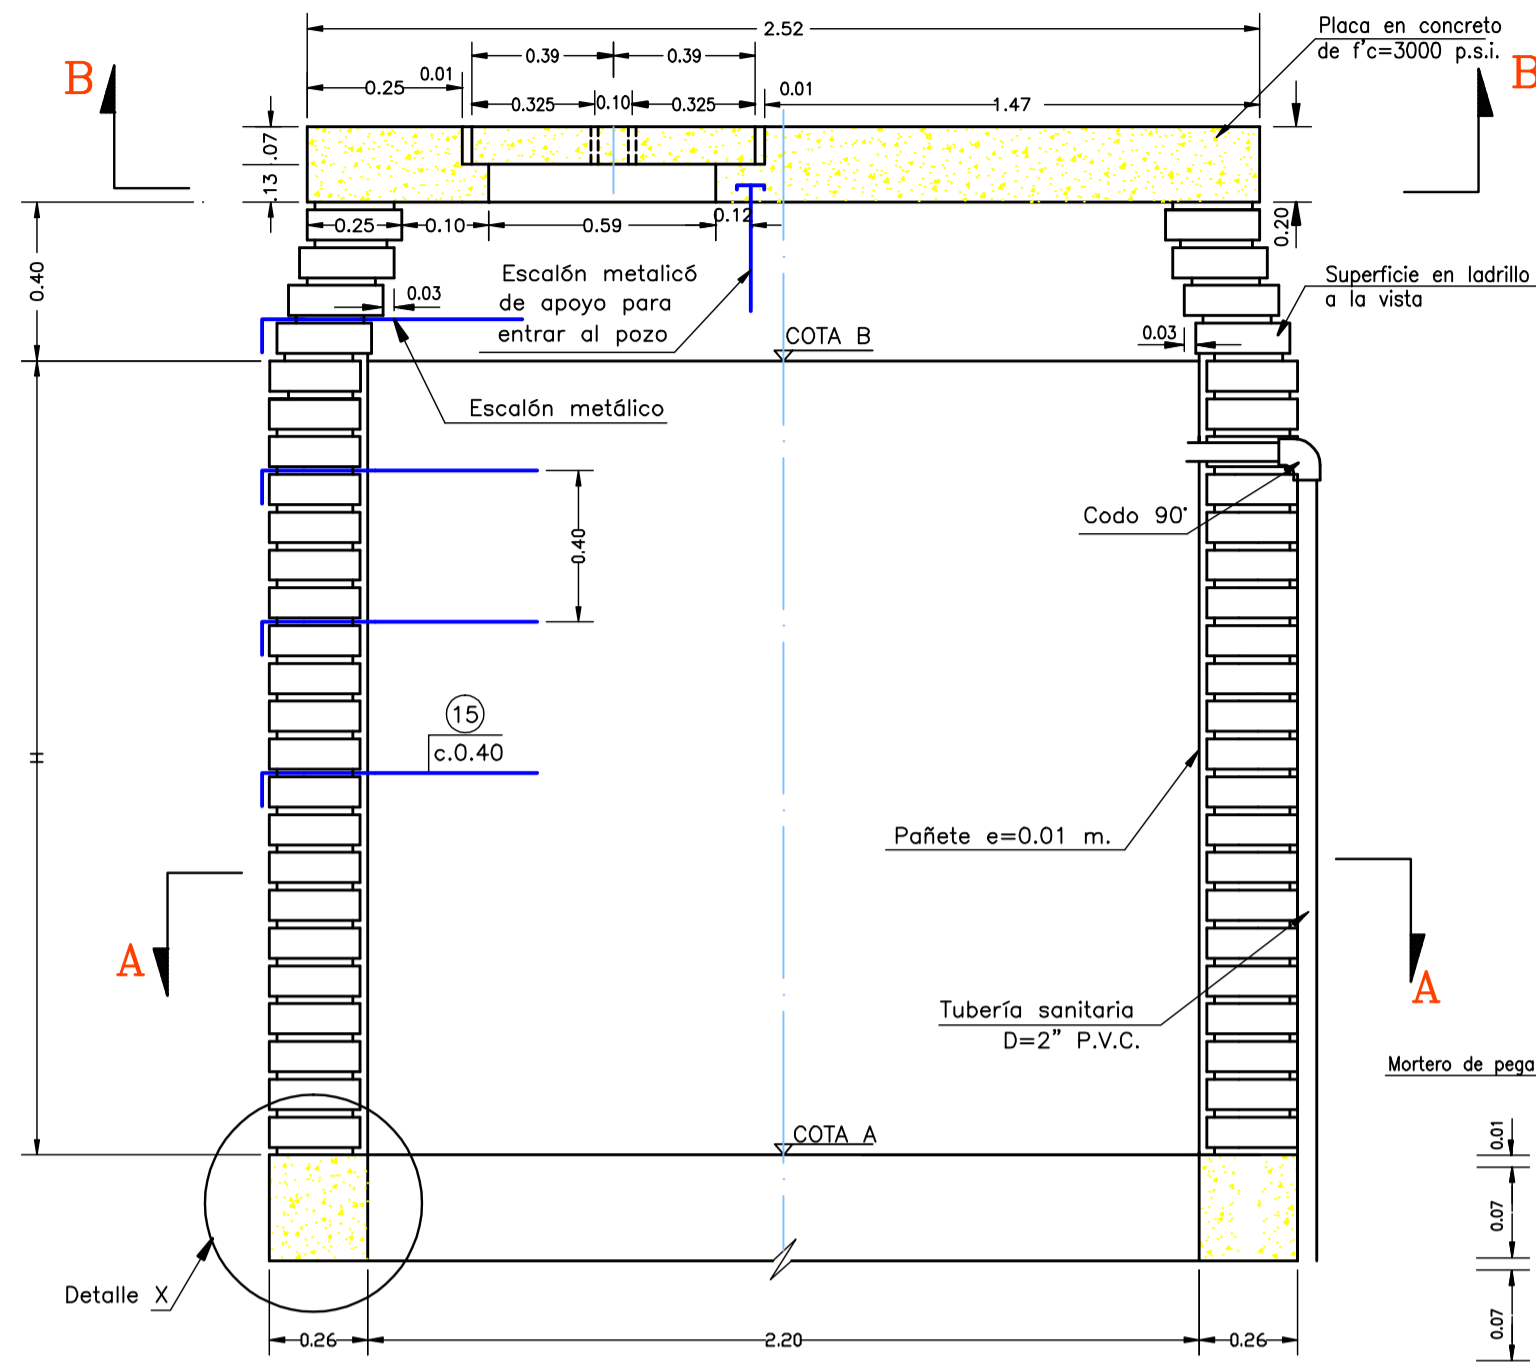 2.52
Placa en concreto
de f'c=3000 p.s.i.
B
B
0.39
0.39
0.25
0.01
0.01
0.325
0.10
0.325
1.47
.07
.13
0.25
0.10
0.59
0.12
0.20
0.40
Escalón metalicó
de apoyo para
entrar al pozo
0.03
Superficie en ladrillo
a la vista
COTA B
0.03
Escalón metálico
Codo 90°
0.40
15
c.0.40
H
Pañete e=0.01 m.
A
A
Tubería sanitaria
D=2" P.V.C.
Mortero de pega
COTA A
0.01
0.07
Detalle X
0.07
0.26
2.20
0.26